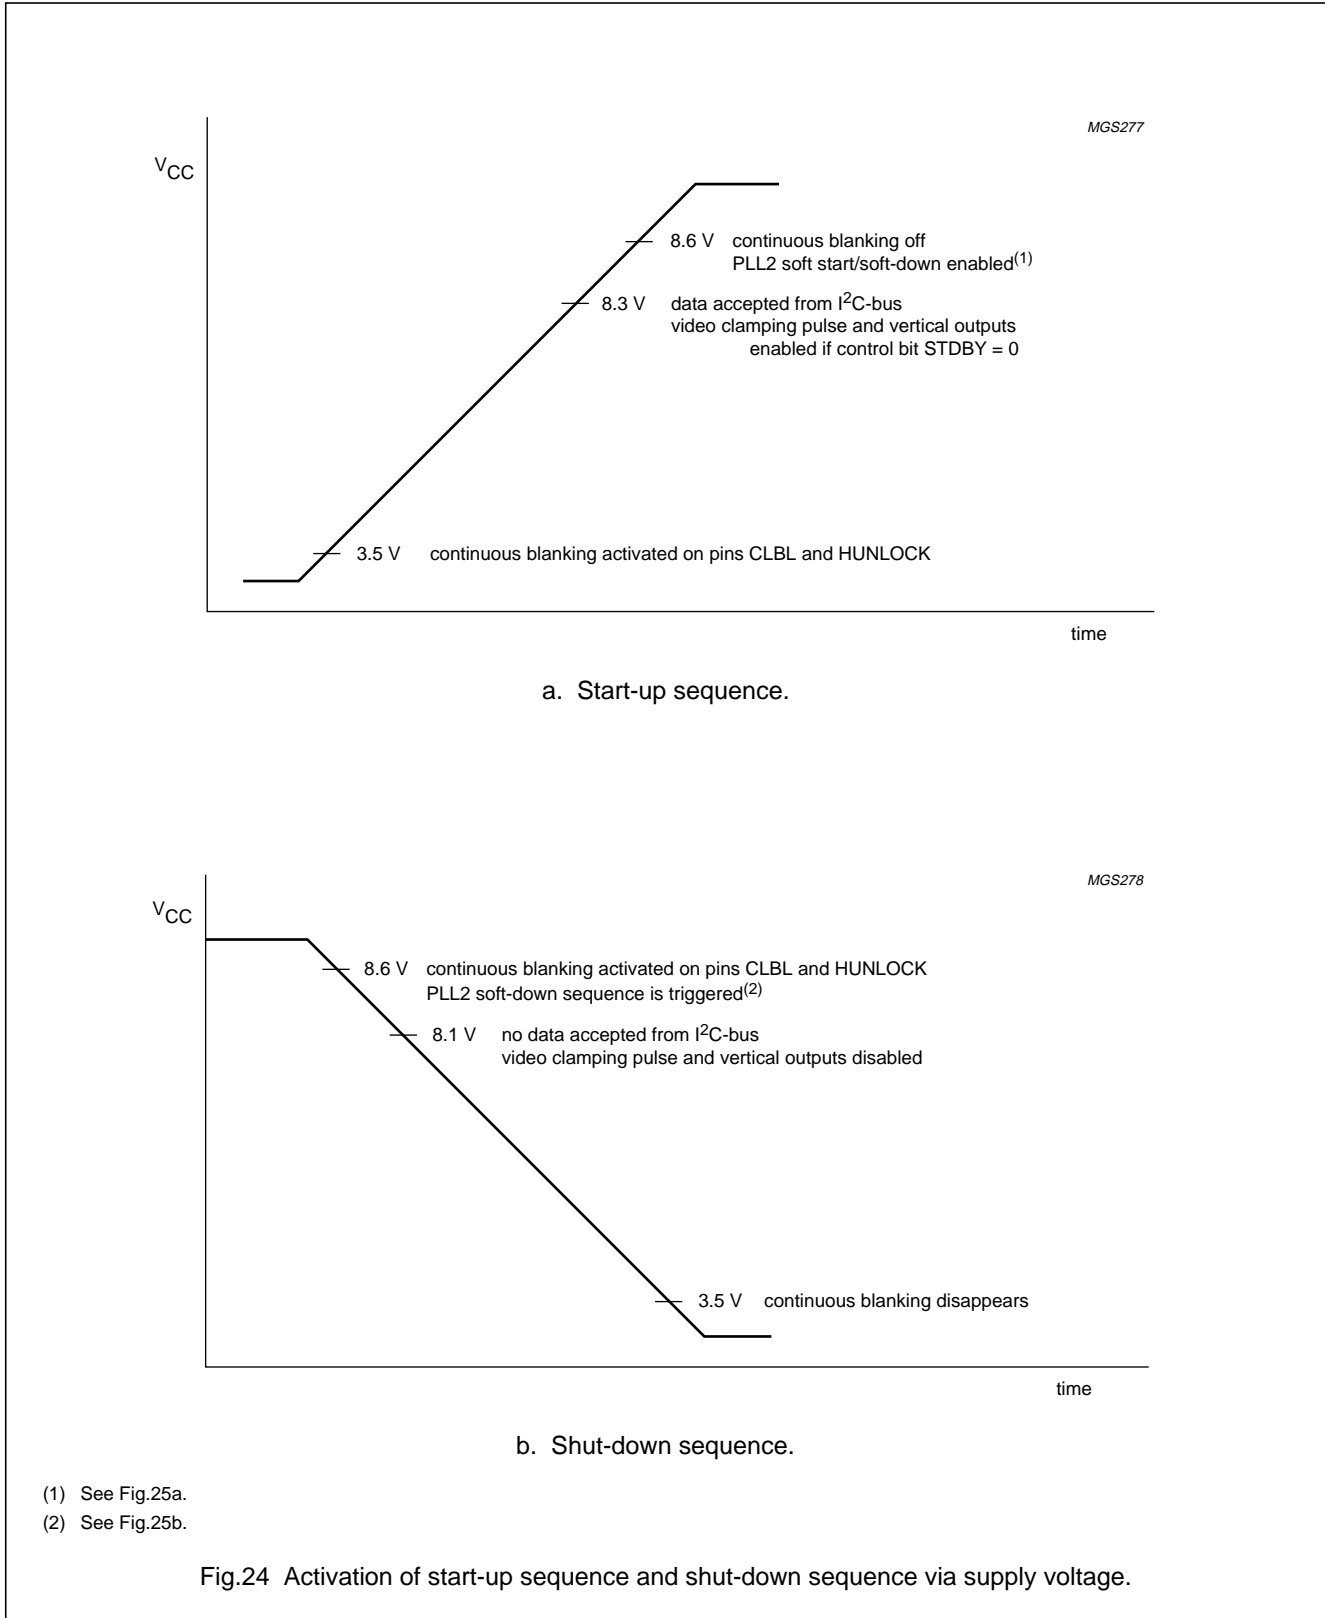 MGS277
VCC
8.6 V continuous blanking off
PLL2 soft start/soft-down enabled(1)
8.3 V data accepted from I2C-bus
video clamping pulse and vertical outputs
enabled if control bit STDBY = 0
3.5 V continuous blanking activated on pins CLBL and HUNLOCK
time
a. Start-up sequence.
MGS278
VCC
8.6 V continuous blanking activated on pins CLBL and HUNLOCK
PLL2 soft-down sequence is triggered(2)
8.1 V no data accepted from I2C-bus
video clamping pulse and vertical outputs disabled
3.5 V continuous blanking disappears
time
b. Shut-down sequence.
(1) See Fig.25a.
(2) See Fig.25b.
Fig.24 Activation of start-up sequence and shut-down sequence via supply voltage.